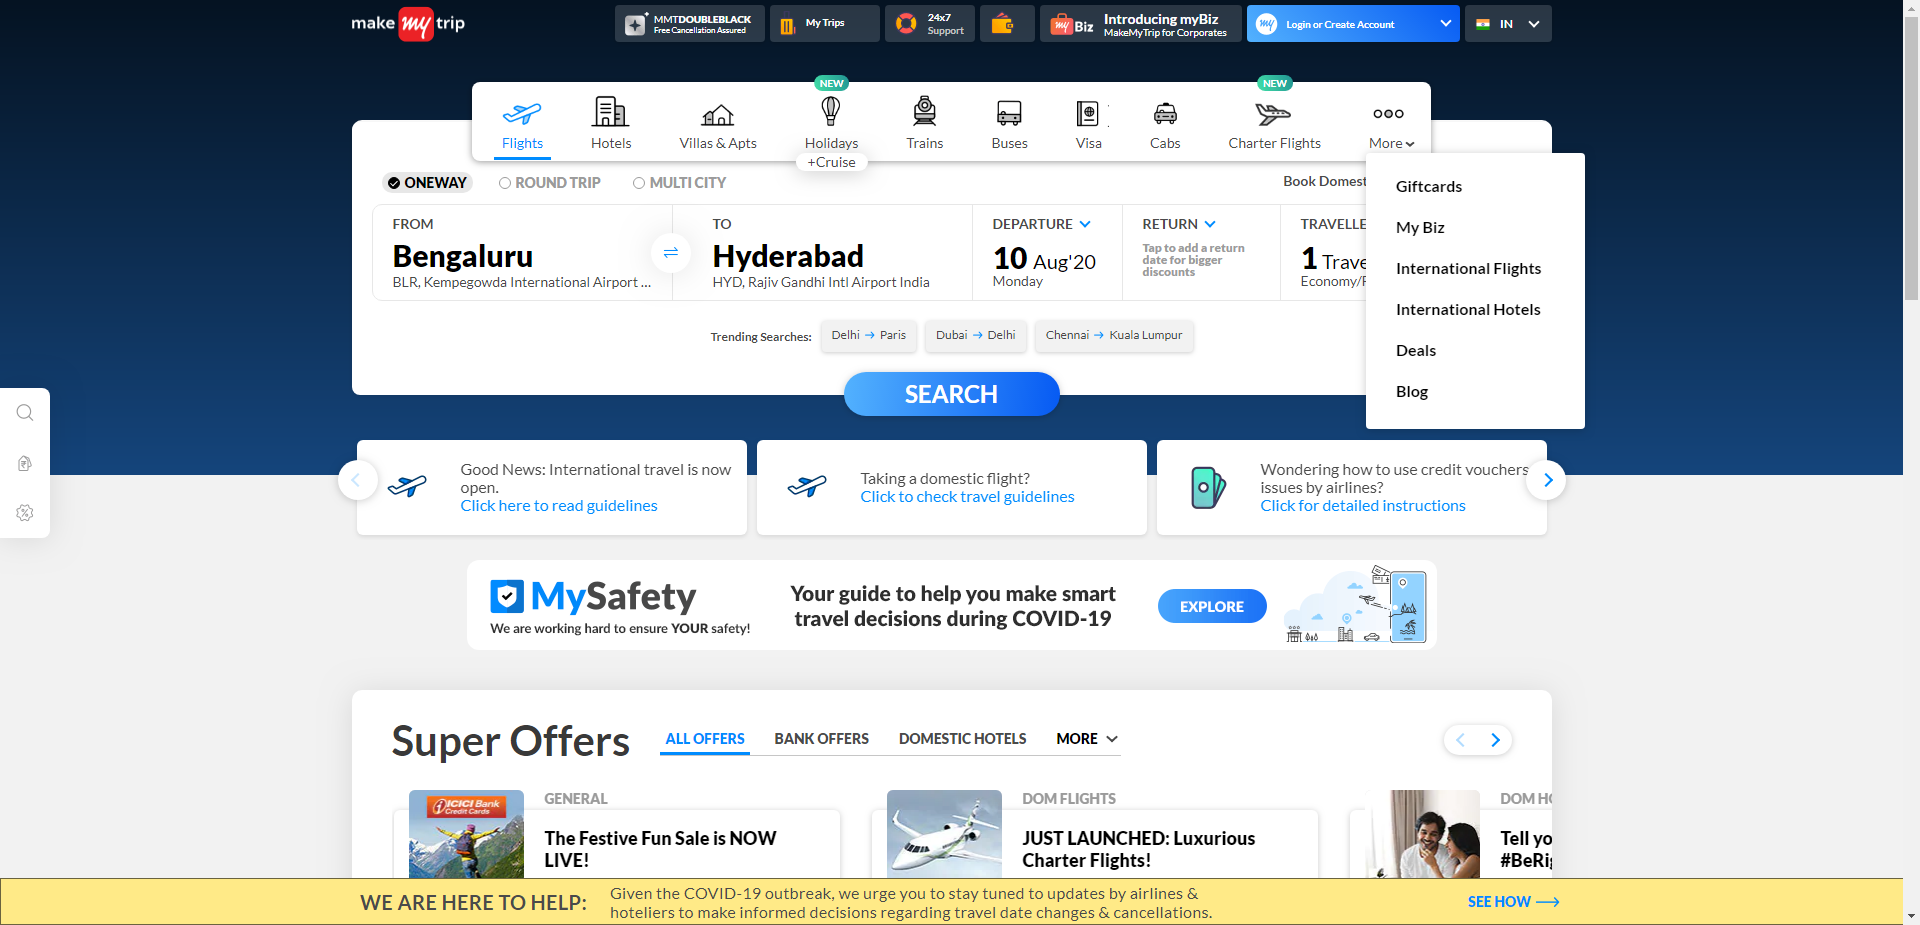 make my trip
MMTDOUBLEBLACK
Free Cancellation Assured
My Trips
24x7
Support
my Biz
Introducing myBiz
MakeMyTrip for Corporates
my
Login or Create Account
IN
NEW
NEW
Flights
Hotels
Villas & Apts
Holidays
+Cruise
Trains
Buses
Visa
Cabs
Charter Flights
More
Giftcards
My Biz
International Flights
International Hotels
Deals
Blog
ONEWAY
ROUND TRIP
MULTI CITY
Book Domest
FROM
Bengaluru
BLR, Kempegowda International Airport ...
TO
Hyderabad
HYD, Rajiv Gandhi Intl Airport India
DEPARTURE
10 Aug'20
Monday
RETURN
Tap to add a return
date for bigger
discounts
TRAVELLE
1 Trave
Economy/
Trending Searches:
Delhi → Paris
Dubai → Delhi
Chennai → Kuala Lumpur
SEARCH
Good News: International travel is now
open.
Click here to read guidelines
Taking a domestic flight?
Click to check travel guidelines
Wondering how to use credit vouchers
issues by airlines?
Click for detailed instructions
MySafety
We are working hard to ensure YOUR safety!
Your guide to help you make smart
travel decisions during COVID-19
EXPLORE
Super Offers
ALL OFFERS
BANK OFFERS
DOMESTIC HOTELS
MORE
ICICI Bank
Credit Cards
GENERAL
The Festive Fun Sale is NOW
LIVE!
DOM FLIGHTS
JUST LAUNCHED: Luxurious
Charter Flights!
DOM HO
Tell yo
#BeRig
WE ARE HERE TO HELP:
Given the COVID-19 outbreak, we urge you to stay tuned to updates by airlines &
hoteliers to make informed decisions regarding travel date changes & cancellations.
SEE HOW